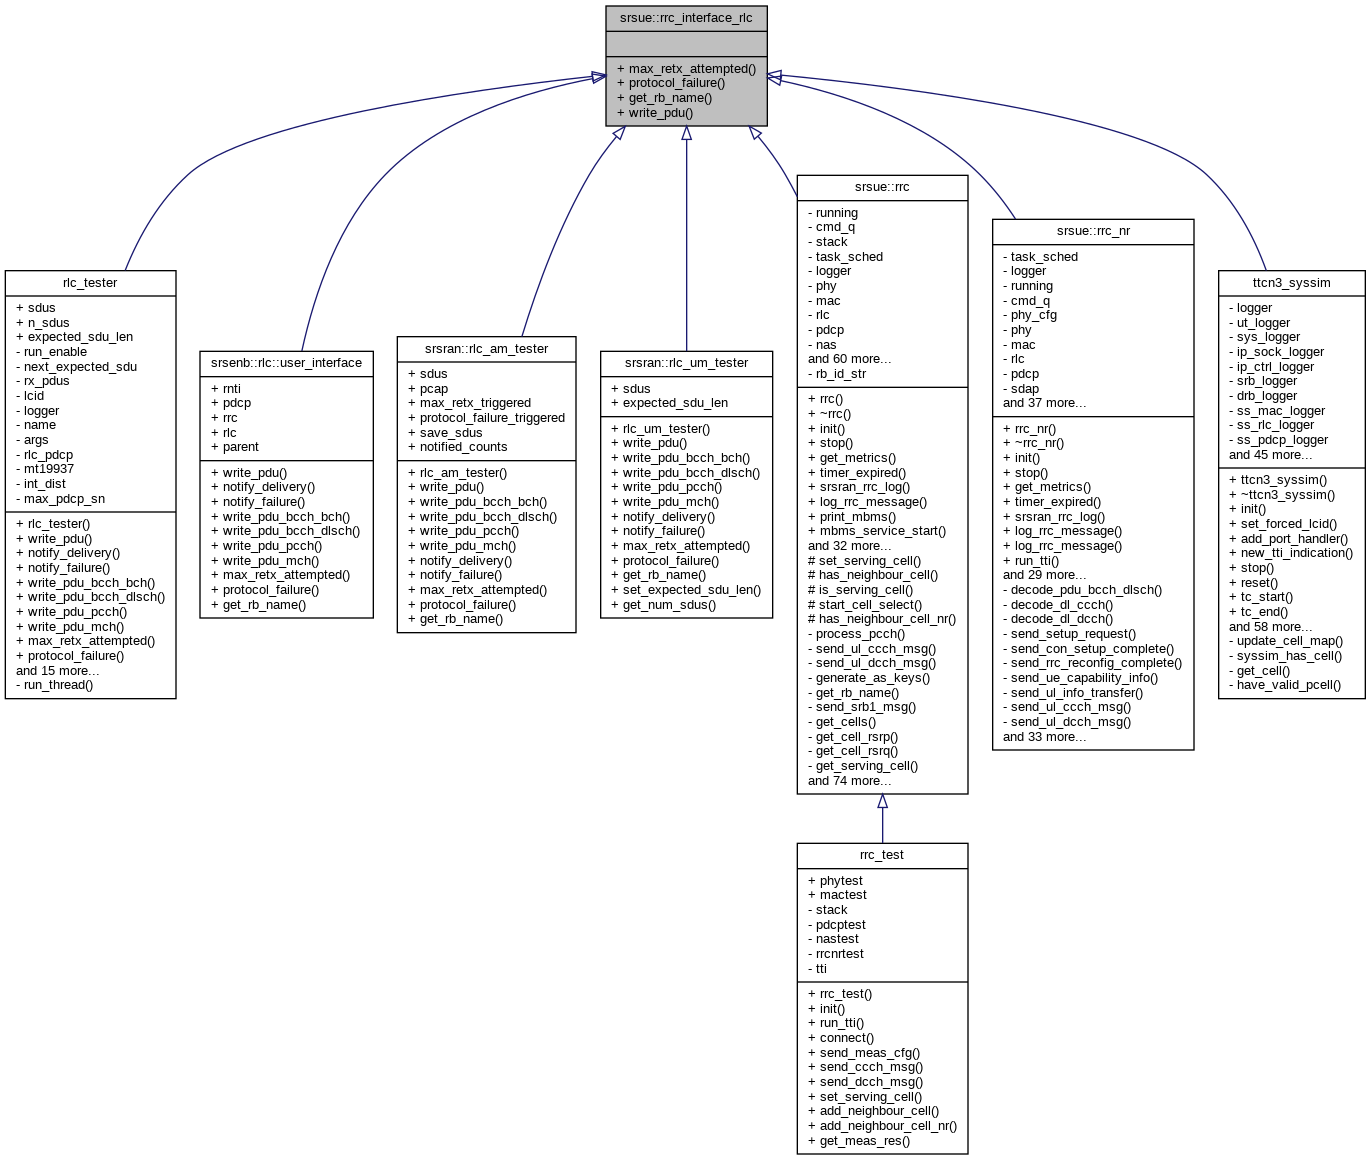 srsue::rrc_interface_rlc
+ max_retx_attempted()
+ protocol_failure()
+ get_rb_name()
+ write_pdu()
rlc_tester
+ sdus
+ n_sdus
+ expected_sdu_len
- run_enable
- next_expected_sdu
- rx_pdus
- lcid
- logger
- name
- args
- rlc_pdcp
- mt19937
- int_dist
- max_pdcp_sn
+ rlc_tester()
+ write_pdu()
+ notify_delivery()
+ notify_failure()
+ write_pdu_bcch_bch()
+ write_pdu_bcch_dlsch()
+ write_pdu_pcch()
+ write_pdu_mch()
+ max_retx_attempted()
+ protocol_failure()
and 15 more...
- run_thread()
srsenb::rlc::user_interface
+ rnti
+ pdcp
+ rrc
+ rlc
+ parent
+ write_pdu()
+ notify_delivery()
+ notify_failure()
+ write_pdu_bcch_bch()
+ write_pdu_bcch_dlsch()
+ write_pdu_pcch()
+ write_pdu_mch()
+ max_retx_attempted()
+ protocol_failure()
+ get_rb_name()
srsran::rlc_am_tester
+ sdus
+ pcap
+ max_retx_triggered
+ protocol_failure_triggered
+ save_sdus
+ notified_counts
+ rlc_am_tester()
+ write_pdu()
+ write_pdu_bcch_bch()
+ write_pdu_bcch_dlsch()
+ write_pdu_pcch()
+ write_pdu_mch()
+ notify_delivery()
+ notify_failure()
+ max_retx_attempted()
+ protocol_failure()
+ get_rb_name()
srsran::rlc_um_tester
+ sdus
+ expected_sdu_len
+ rlc_um_tester()
+ write_pdu()
+ write_pdu_bcch_bch()
+ write_pdu_bcch_dlsch()
+ write_pdu_pcch()
+ write_pdu_mch()
+ notify_delivery()
+ notify_failure()
+ max_retx_attempted()
+ protocol_failure()
+ get_rb_name()
+ set_expected_sdu_len()
+ get_num_sdus()
srsue::rrc
- running
- cmd_q
- stack
- task_sched
- logger
- phy
- mac
- rlc
- pdcp
- nas
and 60 more...
- rb_id_str
+ rrc()
+ ~rrc()
+ init()
+ stop()
+ get_metrics()
+ timer_expired()
+ srsran_rrc_log()
+ log_rrc_message()
+ print_mbms()
+ mbms_service_start()
and 32 more...
# set_serving_cell()
# has_neighbour_cell()
# is_serving_cell()
# start_cell_select()
# has_neighbour_cell_nr()
- process_pcch()
- send_ul_ccch_msg()
- send_ul_dcch_msg()
- generate_as_keys()
- get_rb_name()
- send_srb1_msg()
- get_cells()
- get_cell_rsrp()
- get_cell_rsrq()
- get_serving_cell()
and 74 more...
srsue::rrc_nr
- task_sched
- logger
- running
- cmd_q
- phy_cfg
- phy
- mac
- rlc
- pdcp
- sdap
and 37 more...
+ rrc_nr()
+ ~rrc_nr()
+ init()
+ stop()
+ get_metrics()
+ timer_expired()
+ srsran_rrc_log()
+ log_rrc_message()
+ log_rrc_message()
+ run_tti()
and 29 more...
- decode_pdu_bcch_dlsch()
- decode_dl_ccch()
- decode_dl_dcch()
- send_setup_request()
- send_con_setup_complete()
- send_rrc_reconfig_complete()
- send_ue_capability_info()
- send_ul_info_transfer()
- send_ul_ccch_msg()
- send_ul_dcch_msg()
and 33 more...
ttcn3_syssim
- logger
- ut_logger
- sys_logger
- ip_sock_logger
- ip_ctrl_logger
- srb_logger
- drb_logger
- ss_mac_logger
- ss_rlc_logger
- ss_pdcp_logger
and 45 more...
+ ttcn3_syssim()
+ ~ttcn3_syssim()
+ init()
+ set_forced_lcid()
+ add_port_handler()
+ new_tti_indication()
+ stop()
+ reset()
+ tc_start()
+ tc_end()
and 58 more...
- update_cell_map()
- syssim_has_cell()
- get_cell()
- have_valid_pcell()
rrc_test
+ phytest
+ mactest
- stack
- pdcptest
- nastest
- rrcnrtest
- tti
+ rrc_test()
+ init()
+ run_tti()
+ connect()
+ send_meas_cfg()
+ send_ccch_msg()
+ send_dcch_msg()
+ set_serving_cell()
+ add_neighbour_cell()
+ add_neighbour_cell_nr()
+ get_meas_res()